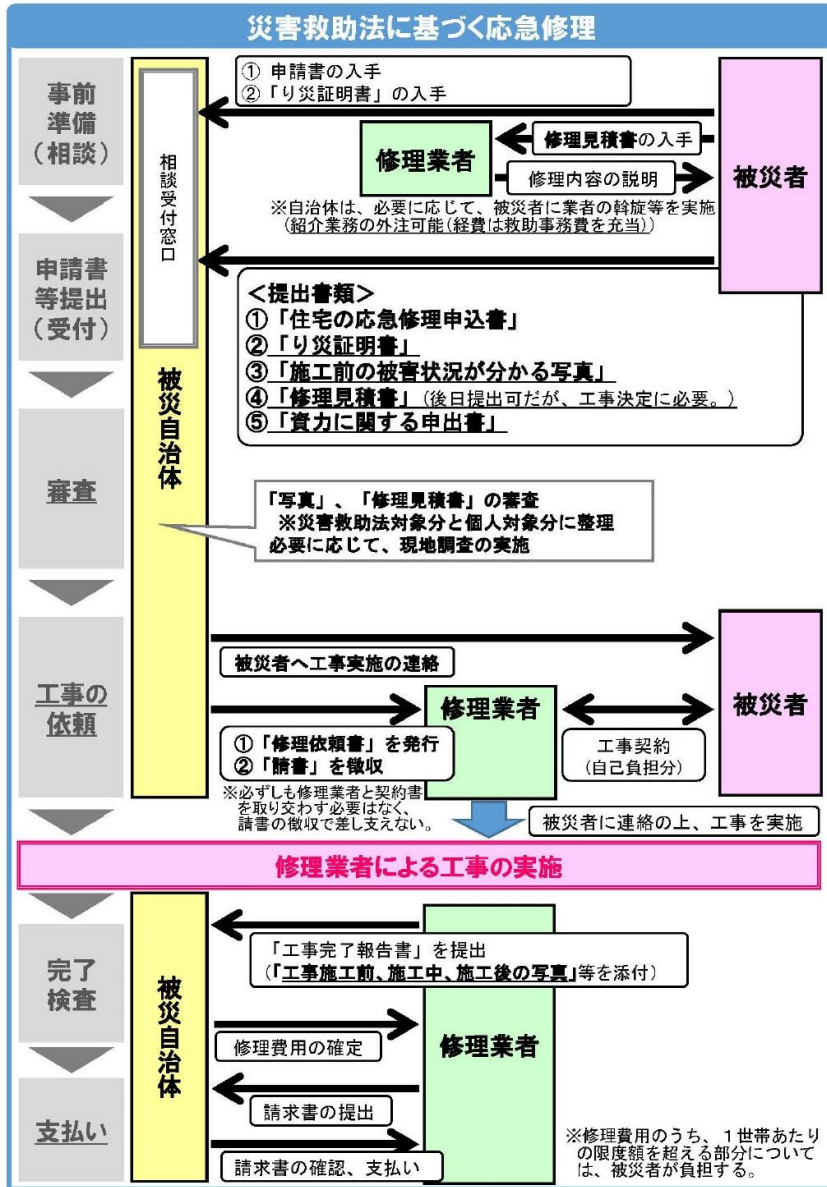 災害救助法に基づく応急修理
事前
準備
(相談)
相談受付窓口
① 申請書の入手
②「り災証明書」の入手
修理業者
修理見積書の入手
修理内容の説明
被災者
※自治体は、必要に応じて、被災者に業者の斡旋等を実施
(紹介業務の外注可能(経費は救助事務費を充当))
申請書
等提出
(受付)
<提出書類>
①「住宅の応急修理申込書」
②「り災証明書」
③「施工前の被害状況が分かる写真」
④「修理見積書」(後日提出可だが、工事決定に必要。)
⑤「資力に関する申出書」
被災自治体
審査
「写真」、「修理見積書」の審査
※災害救助法対象分と個人対象分に整理
必要に応じて、現地調査の実施
工事の
依頼
被災者へ工事実施の連絡
①「修理依頼書」を発行
②「請書」を徴収
修理業者
工事契約
(自己負担分)
被災者
※必ずしも修理業者と契約書
を取り交わす必要はなく、
請書の徴収で差し支えない。
被災者に連絡の上、工事を実施
修理業者による工事の実施
完了
検査
被災自治体
「工事完了報告書」を提出
(「工事施工前、施工中、施工後の写真」等を添付)
修理費用の確定
修理業者
支払い
請求書の提出
請求書の確認、支払い
※修理費用のうち、1世帯あたり
の限度額を超える部分について
は、被災者が負担する。